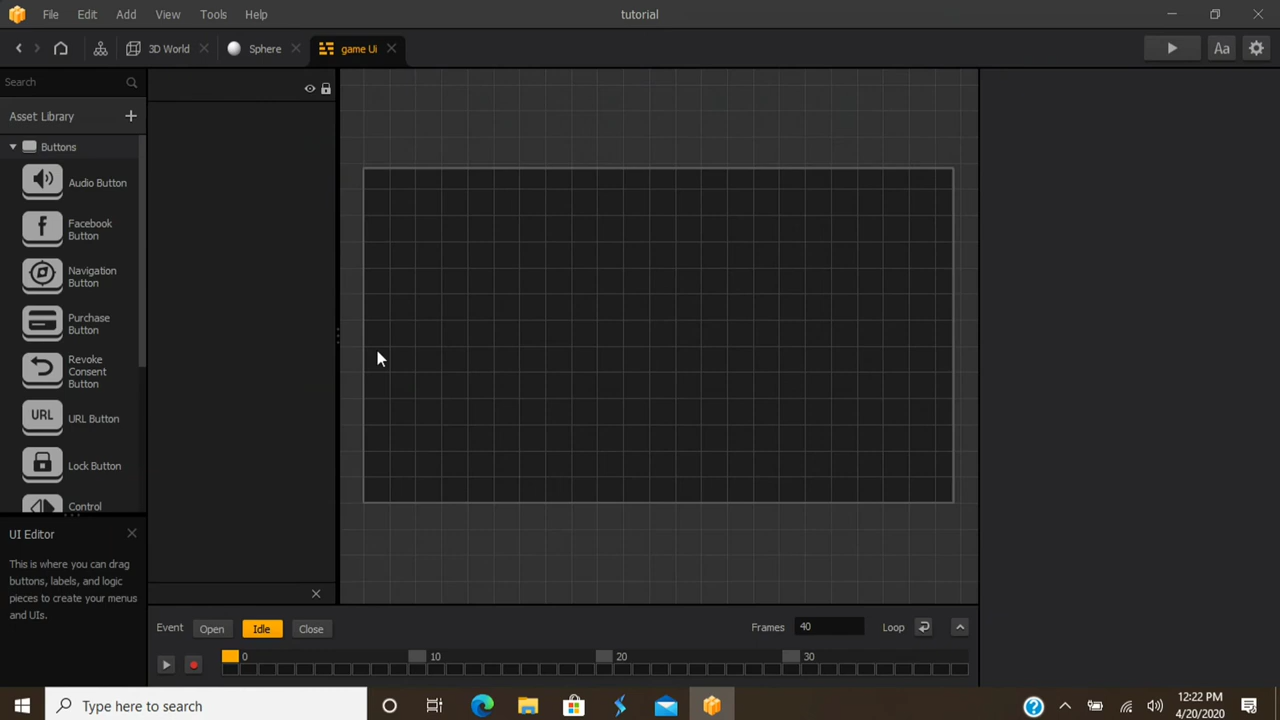 File Edit Add View Tools Help
tutorial
3D World
Sphere
game Ui
Aa
Search
Asset Library
Buttons
Audio Button
Facebook
Button
Navigation
Button
Purchase
Button
Revoke
Consent
Button
URL
URL Button
Lock Button
Control
UI Editor
This is where you can drag
buttons, labels, and logic
pieces to create your menus
and UIs.
Event Open Idle Close
Frames 40 Loop
0 10 20 30
Type here to search
12:22 PM
4/20/2020